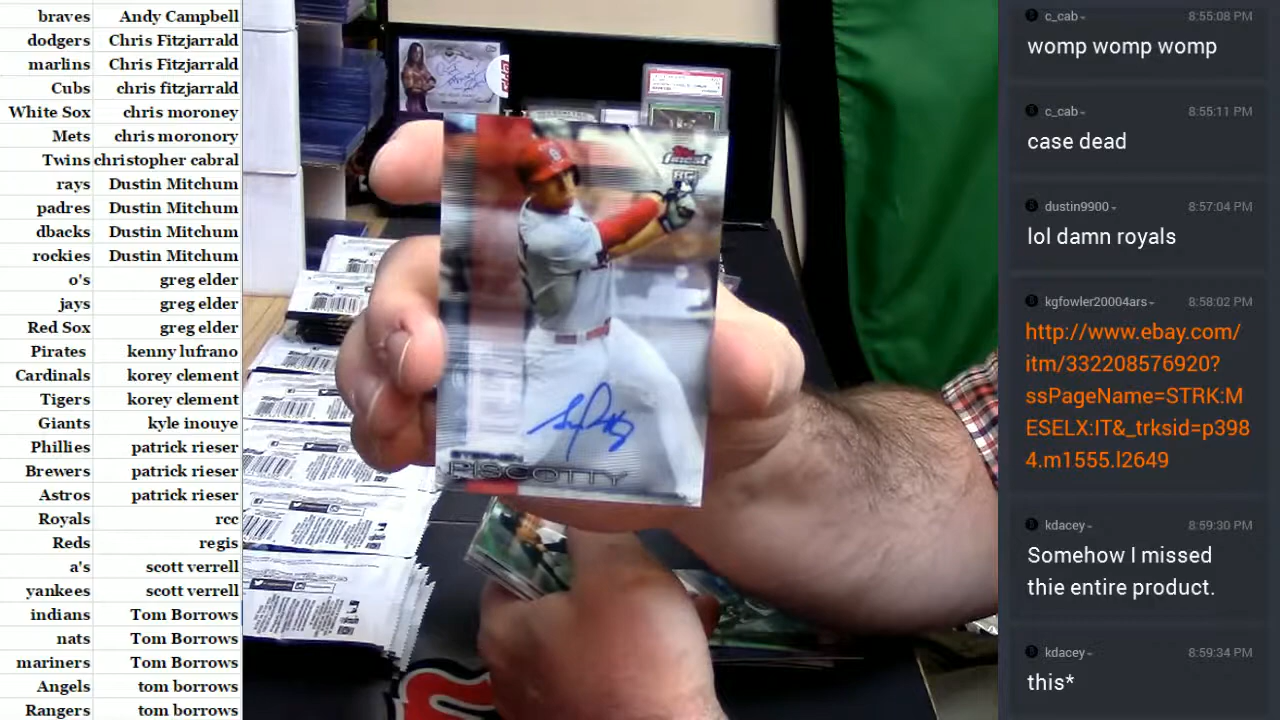 braves Andy Campbell
dodgers Chris Fitzjarrald
marlins Chris Fitzjarrald
Cubs chris fitzjarrald
White Sox chris moroney
Mets chris moronory
Twins christopher cabral
rays Dustin Mitchum
padres Dustin Mitchum
dbacks Dustin Mitchum
rockies Dustin Mitchum
o's greg elder
jays greg elder
Red Sox greg elder
Pirates kenny lufrano
Cardinals korey clement
Tigers korey clement
Giants kyle inouye
Phillies patrick rieser
Brewers patrick rieser
Astros patrick rieser
Royals rcc
Reds regis
a's scott verrell
yankees scott verrell
indians Tom Borrows
nats Tom Borrows
mariners Tom Borrows
Angels tom borrows
Rangers tom borrows
Topps
finest
RC
STEPHEN
PISCOTTY
c_cab 8:55:08 PM
womp womp womp
c_cab 8:55:11 PM
case dead
dustin9900 8:57:04 PM
lol damn royals
kgfowler20004ars 8:58:02 PM
http://www.ebay.com/
itm/332208576920?
ssPageName=STRK:M
ESELX:IT&_trksid=p398
4.m1555.l2649
kdacey 8:59:30 PM
Somehow I missed
thie entire product.
kdacey 8:59:34 PM
this*